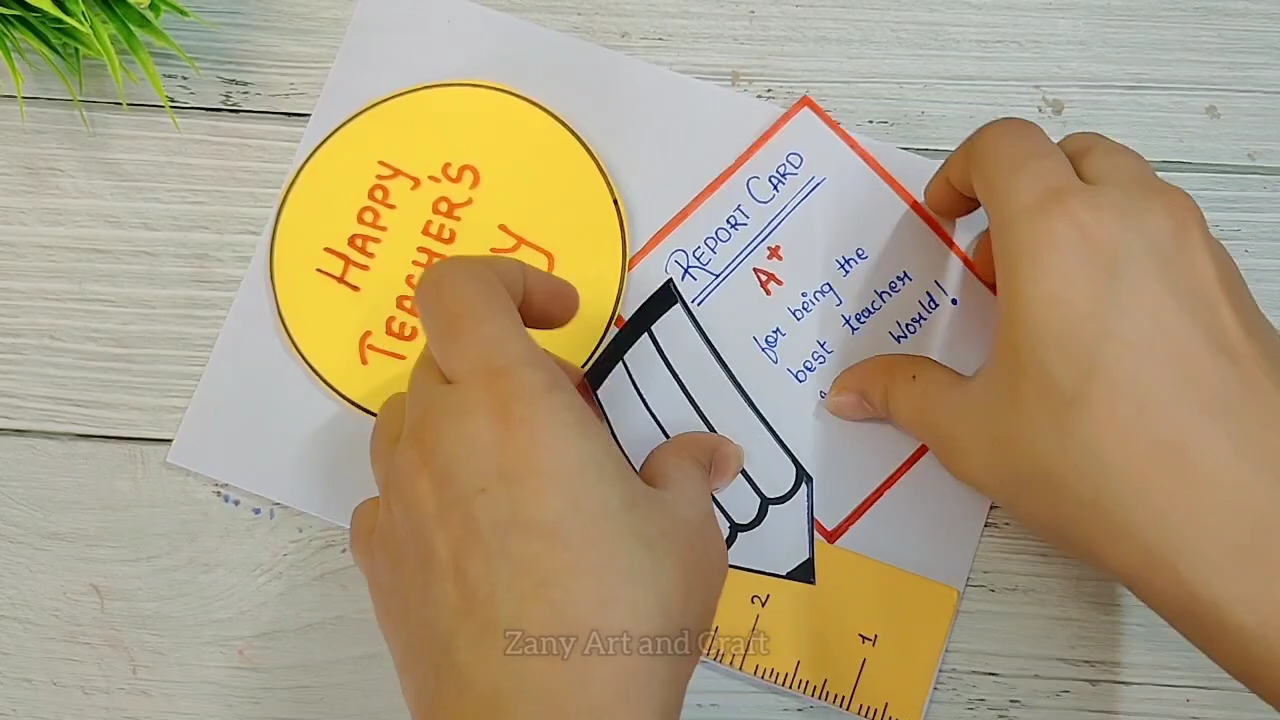 HAPPY
TEACHER'S
REPORT CARD
A+
for being the
best teacher
World!
2
1
Zany Art and Craft